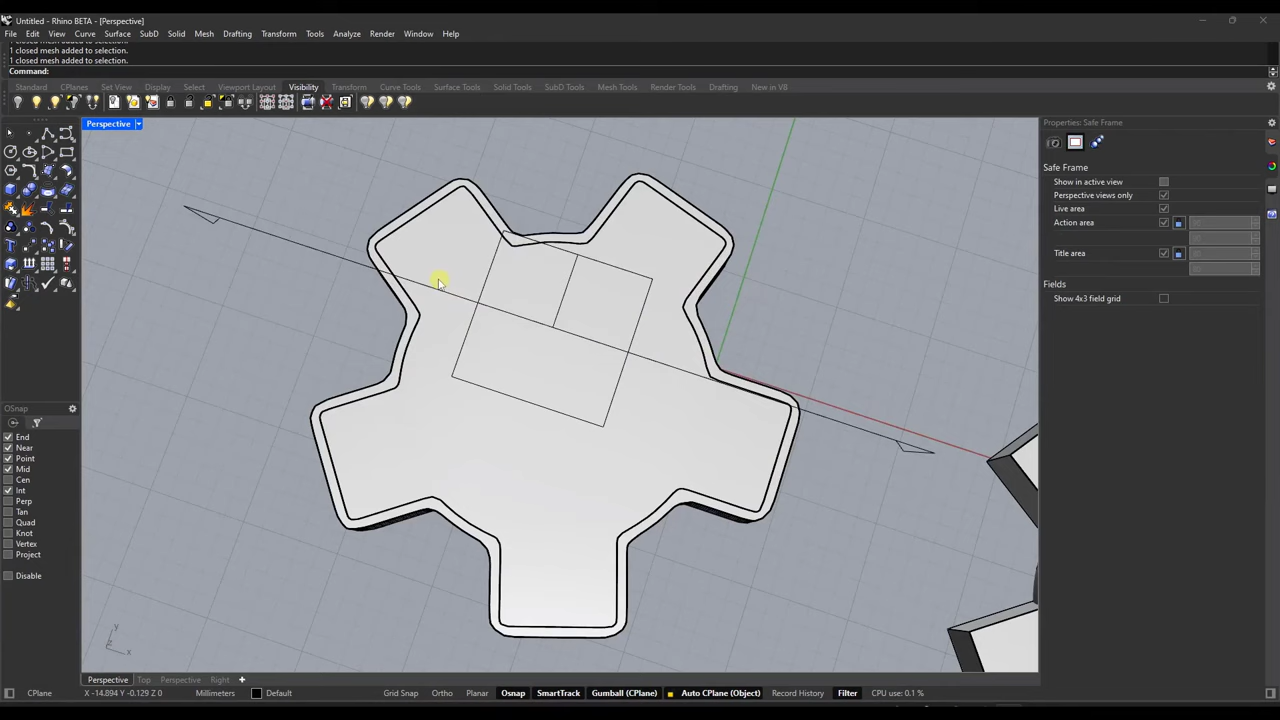 Untitled - Rhino BETA - [Perspective]
File Edit View Curve Surface SubD Solid Mesh Drafting Transform Tools Analyze Render Window Help
1 closed mesh added to selection.
1 closed mesh added to selection.
Command:
Standard CPlanes Set View Display Select Viewport Layout Visibility Transform Curve Tools Surface Tools Solid Tools SubD Tools Mesh Tools Render Tools Drafting New in V8
Perspective
Properties: Safe Frame
Safe Frame
Show in active view
Perspective views only
Live area
Action area
Title area
Fields
Show 4x3 field grid
OSnap
End
Near
Point
Mid
Cen
Int
Perp
Tan
Quad
Knot
Vertex
Project
Disable
y
z
x
Perspective Top Perspective Right
CPlane X -14.894 Y -0.129 Z 0 Millimeters Default Grid Snap Ortho Planar Osnap SmartTrack Gumball (CPlane) Auto CPlane (Object) Record History Filter CPU use: 0.1 %